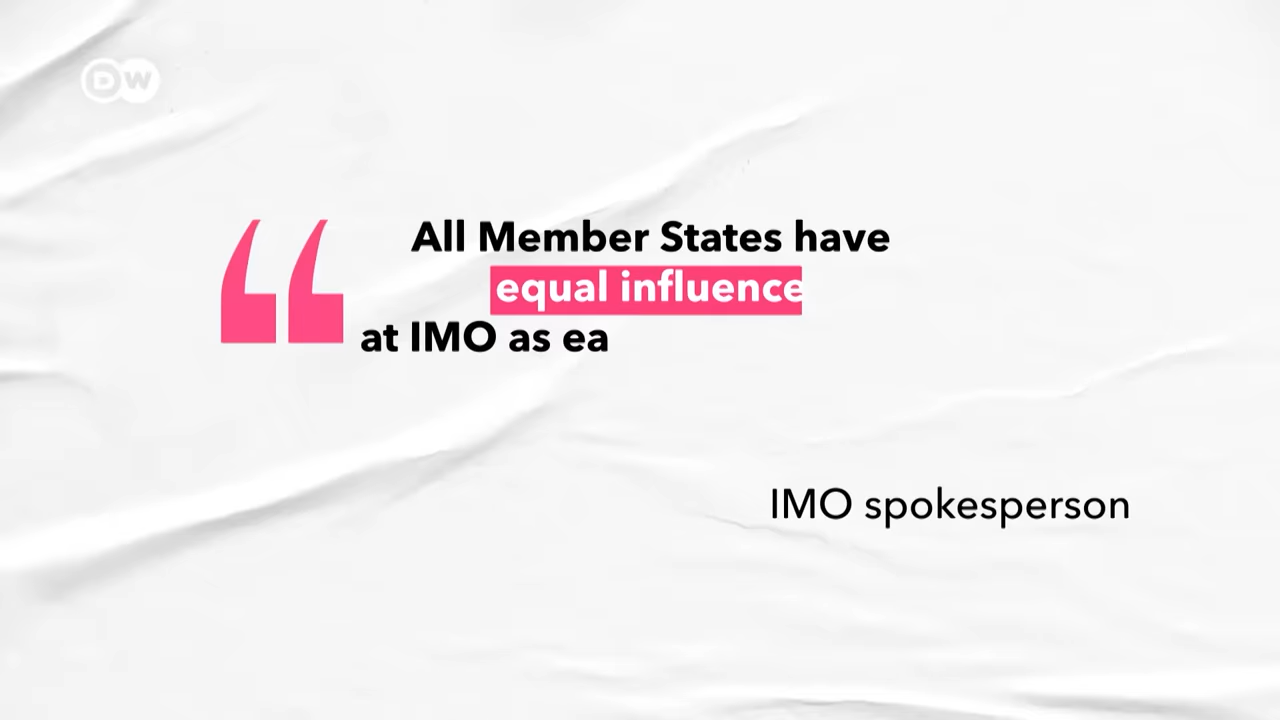 DW
All Member States have
equal influence
at IMO as ea
IMO spokesperson